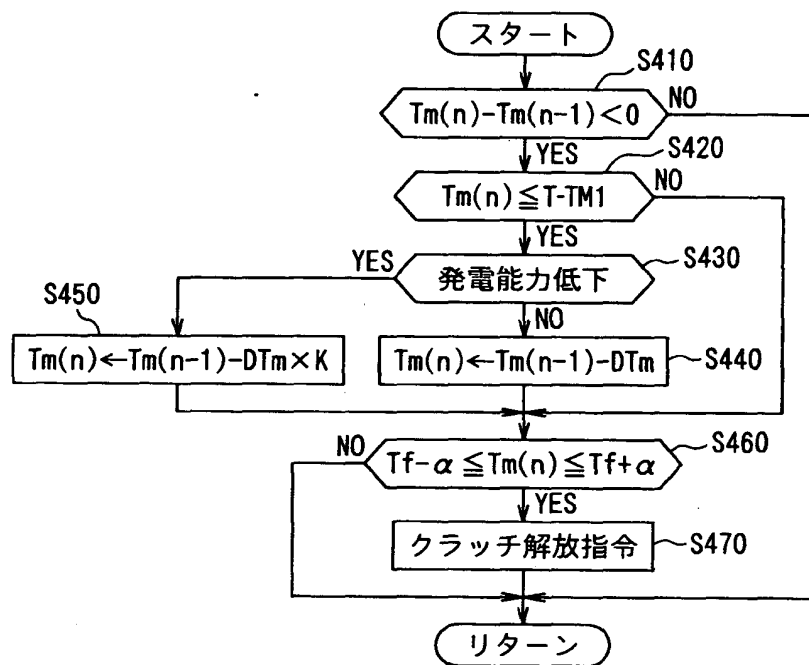 スタート
S410
Tm(n)-Tm(n-1)<0
NO
YES
S420
Tm(n)≦T-TM1
NO
YES
YES
S430
発電能力低下
S450
NO
Tm(n)←Tm(n-1)-DTm×K
Tm(n)←Tm(n-1)-DTm
S440
S460
NO
Tf-α≦Tm(n)≦Tf+α
YES
クラッチ解放指令
S470
リターン